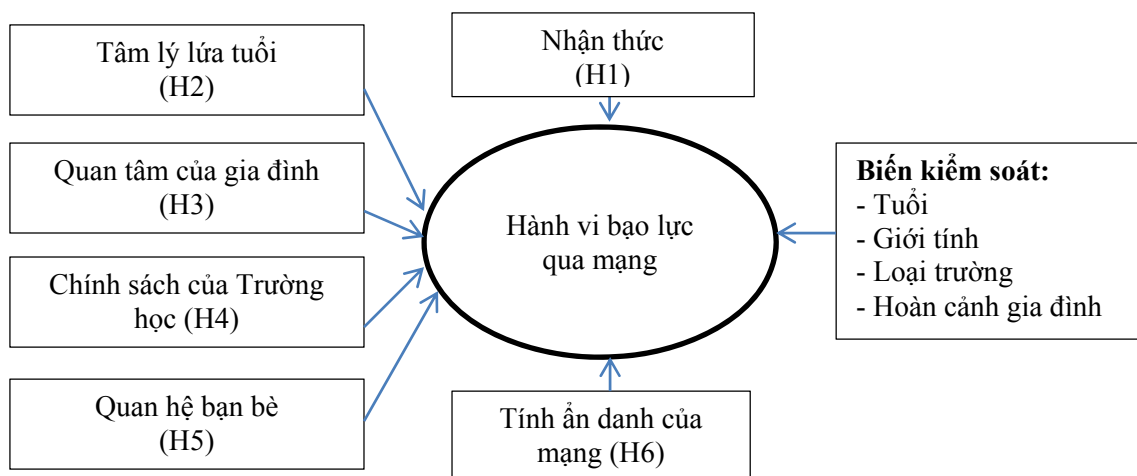 Tâm lý lứa tuổi
(H2)
Nhận thức
(H1)
Quan tâm của gia đình
(H3)
Chính sách của Trường
học (H4)
Quan hệ bạn bè
(H5)
Hành vi bạo lực
qua mạng
Tính ẩn danh của
mạng (H6)
Biến kiểm soát:
- Tuổi
- Giới tính
- Loại trường
- Hoàn cảnh gia đình